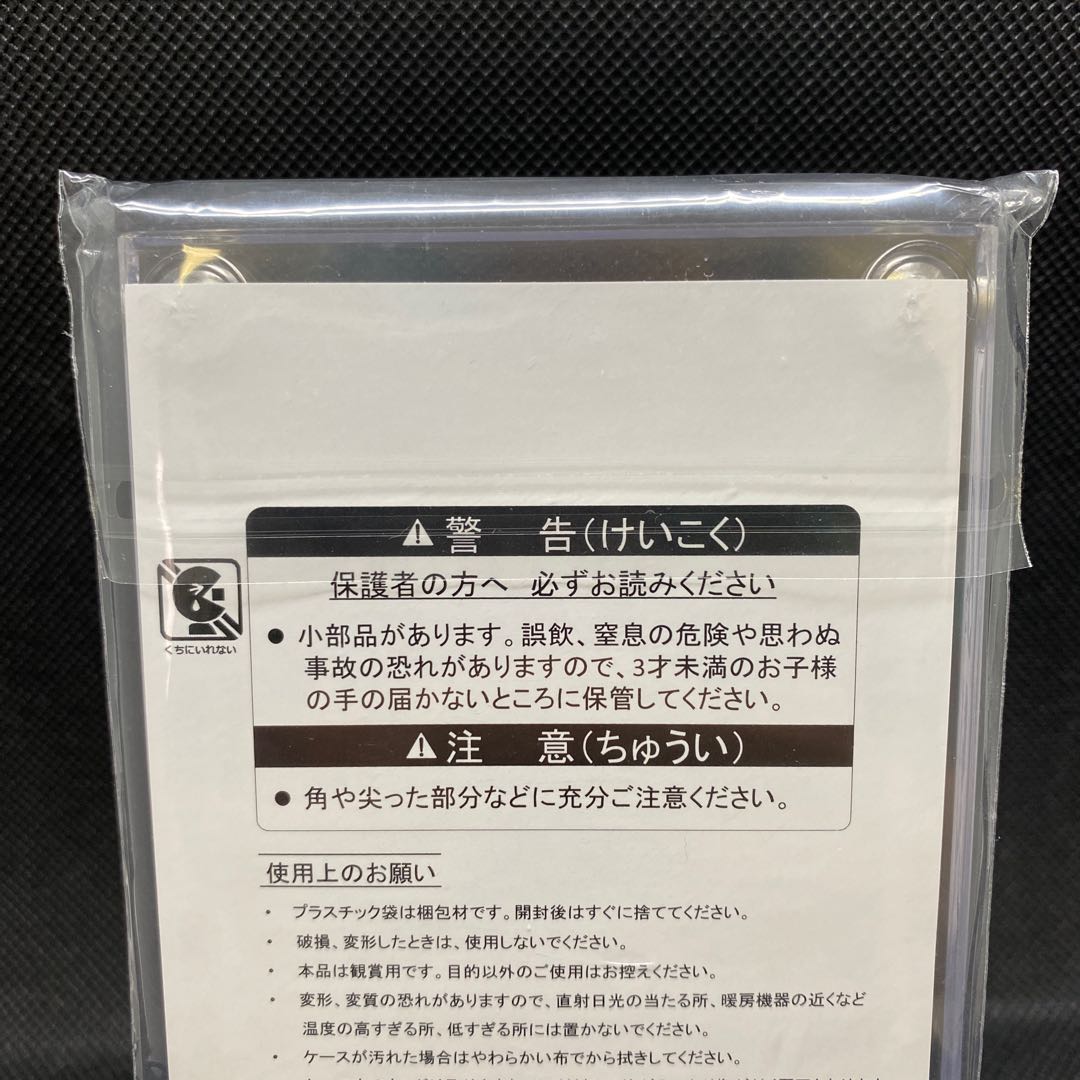 ⚠警 告(けいこく)
保護者の方へ 必ずお読みください
くちにいれない
● 小部品があります。誤飲、窒息の危険や思わぬ
事故の恐れがありますので、3才未満のお子様
の手の届かないところに保管してください。
⚠注 意(ちゅうい)
● 角や尖った部分などに充分ご注意ください。
使用上のお願い
・ プラスチック袋は梱包材です。開封後はすぐに捨ててください。
・ 破損、変形したときは、使用しないでください。
・ 本品は観賞用です。目的以外のご使用はお控えください。
・ 変形、変質の恐れがありますので、直射日光の当たる所、暖房機器の近くなど
温度の高すぎる所、低すぎる所には置かないでください。
・ ケースが汚れた場合はやわらかい布でから拭きしてください。